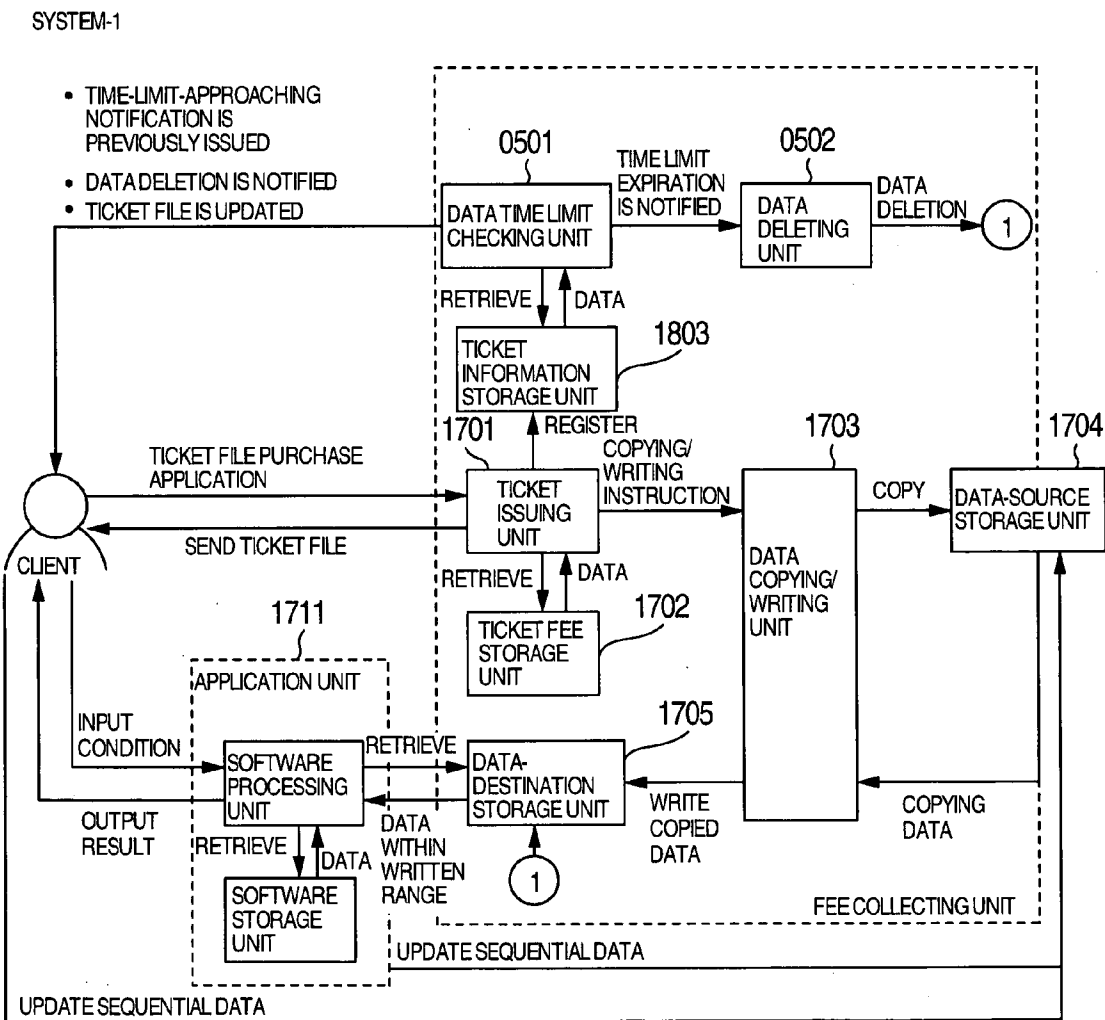 SYSTEM-1
• TIME-LIMIT-APPROACHING
NOTIFICATION IS
PREVIOUSLY ISSUED
• DATA DELETION IS NOTIFIED
• TICKET FILE IS UPDATED
0501
TIME LIMIT
EXPIRATION
IS NOTIFIED
0502
DATA
DELETION
DATA TIME LIMIT
CHECKING UNIT
DATA
DELETING
UNIT
1
RETRIEVE
DATA
1803
TICKET
INFORMATION
STORAGE UNIT
REGISTER
1701
COPYING/
WRITING
INSTRUCTION
1703
1704
TICKET FILE PURCHASE
APPLICATION
TICKET
ISSUING
UNIT
COPY
DATA-SOURCE
STORAGE UNIT
SEND TICKET FILE
CLIENT
RETRIEVE
DATA
DATA
COPYING/
WRITING
UNIT
1702
TICKET FEE
STORAGE
UNIT
1711
APPLICATION UNIT
1705
INPUT
CONDITION
SOFTWARE
PROCESSING
UNIT
RETRIEVE
DATA-
DESTINATION
STORAGE UNIT
OUTPUT
RESULT
DATA
WITHIN
WRITTEN
RANGE
WRITE
COPIED
DATA
COPYING
DATA
RETRIEVE
DATA
1
SOFTWARE
STORAGE
UNIT
FEE COLLECTING UNIT
UPDATE SEQUENTIAL DATA
UPDATE SEQUENTIAL DATA